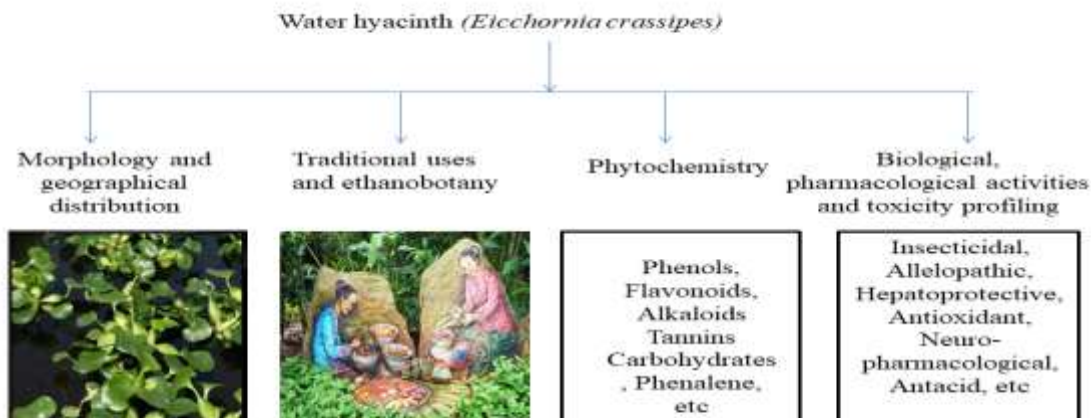 Water hyacinth (Eicchornia crassipes)
Morphology and
geographical
distribution
Traditional uses
and ethanobotany
Phytochemistry
Biological,
pharmacological activities
and toxicity profiling
Phenols,
Flavonoids,
Alkaloids
Tannins
Carbohydrates
, Phenalene,
etc
Insecticidal,
Allelopathic,
Hepatoprotective,
Antioxidant,
Neuro-
pharmacological,
Antacid, etc